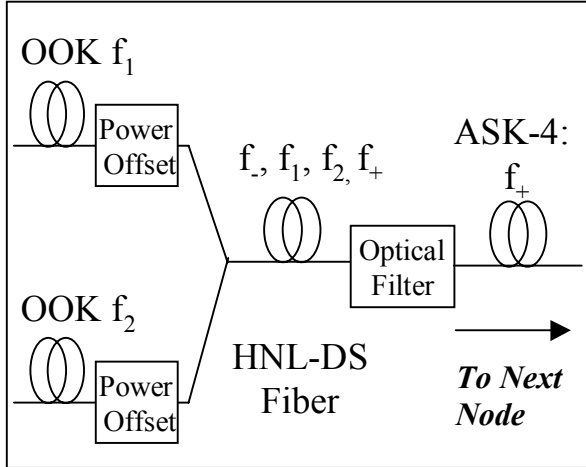 OOK f1
Power
Offset
f-, f1, f2, f+
ASK-4:
f+
Optical
Filter
OOK f2
Power
Offset
HNL-DS
Fiber
To Next
Node